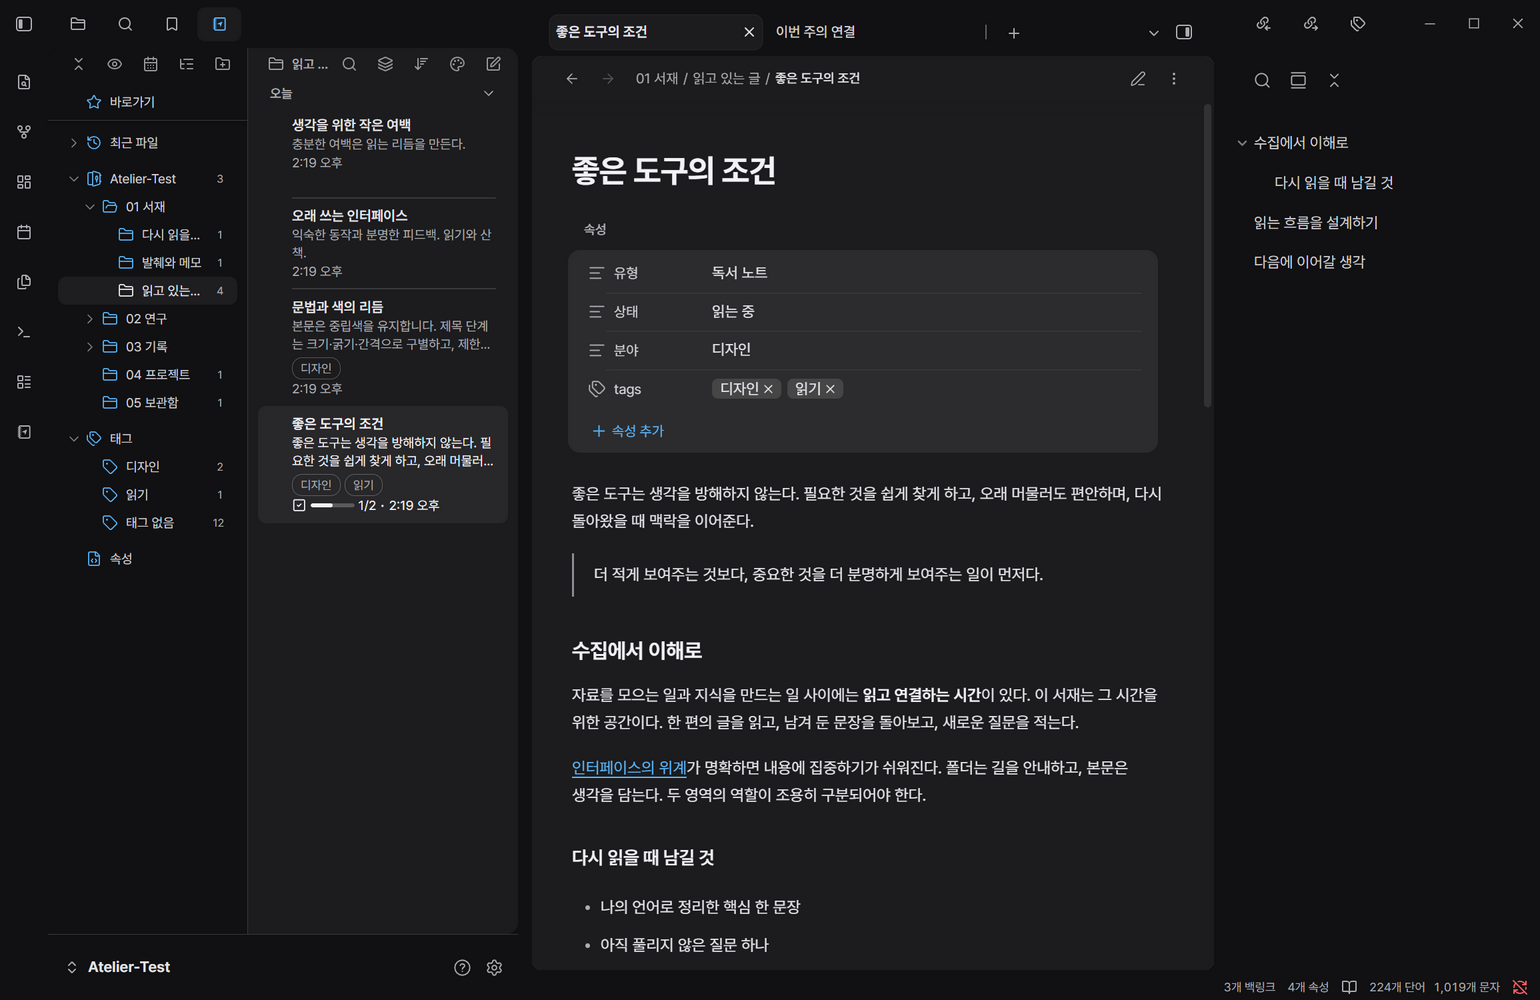 바로가기
최근 파일
Atelier-Test 3
01 서재
다시 읽을... 1
발췌와 메모 1
읽고 있는... 4
02 연구
03 기록
04 프로젝트 1
05 보관함 1
태그
디자인 2
읽기 1
태그 없음 12
속성
Atelier-Test
읽고 ...
오늘
생각을 위한 작은 여백
충분한 여백은 읽는 리듬을 만든다.
2:19 오후
오래 쓰는 인터페이스
익숙한 동작과 분명한 피드백. 읽기와 산
책.
2:19 오후
문법과 색의 리듬
본문은 중립색을 유지합니다. 제목 단계
는 크기·굵기·간격으로 구별하고, 제한...
디자인
2:19 오후
좋은 도구의 조건
좋은 도구는 생각을 방해하지 않는다. 필
요한 것을 쉽게 찾게 하고, 오래 머물러...
디자인 읽기
1/2 · 2:19 오후
좋은 도구의 조건
이번 주의 연결
01 서재 / 읽고 있는 글 / 좋은 도구의 조건
좋은 도구의 조건
속성
유형 독서 노트
상태 읽는 중
분야 디자인
tags 디자인 읽기
속성 추가
좋은 도구는 생각을 방해하지 않는다. 필요한 것을 쉽게 찾게 하고, 오래 머물러도 편안하며, 다시
돌아왔을 때 맥락을 이어준다.
더 적게 보여주는 것보다, 중요한 것을 더 분명하게 보여주는 일이 먼저다.
수집에서 이해로
자료를 모으는 일과 지식을 만드는 일 사이에는 읽고 연결하는 시간이 있다. 이 서재는 그 시간을
위한 공간이다. 한 편의 글을 읽고, 남겨 둔 문장을 돌아보고, 새로운 질문을 적는다.
인터페이스의 위계가 명확하면 내용에 집중하기가 쉬워진다. 폴더는 길을 안내하고, 본문은
생각을 담는다. 두 영역의 역할이 조용히 구분되어야 한다.
다시 읽을 때 남길 것
나의 언어로 정리한 핵심 한 문장
아직 풀리지 않은 질문 하나
수집에서 이해로
다시 읽을 때 남길 것
읽는 흐름을 설계하기
다음에 이어갈 생각
3개 백링크 4개 속성 224개 단어 1,019개 문자